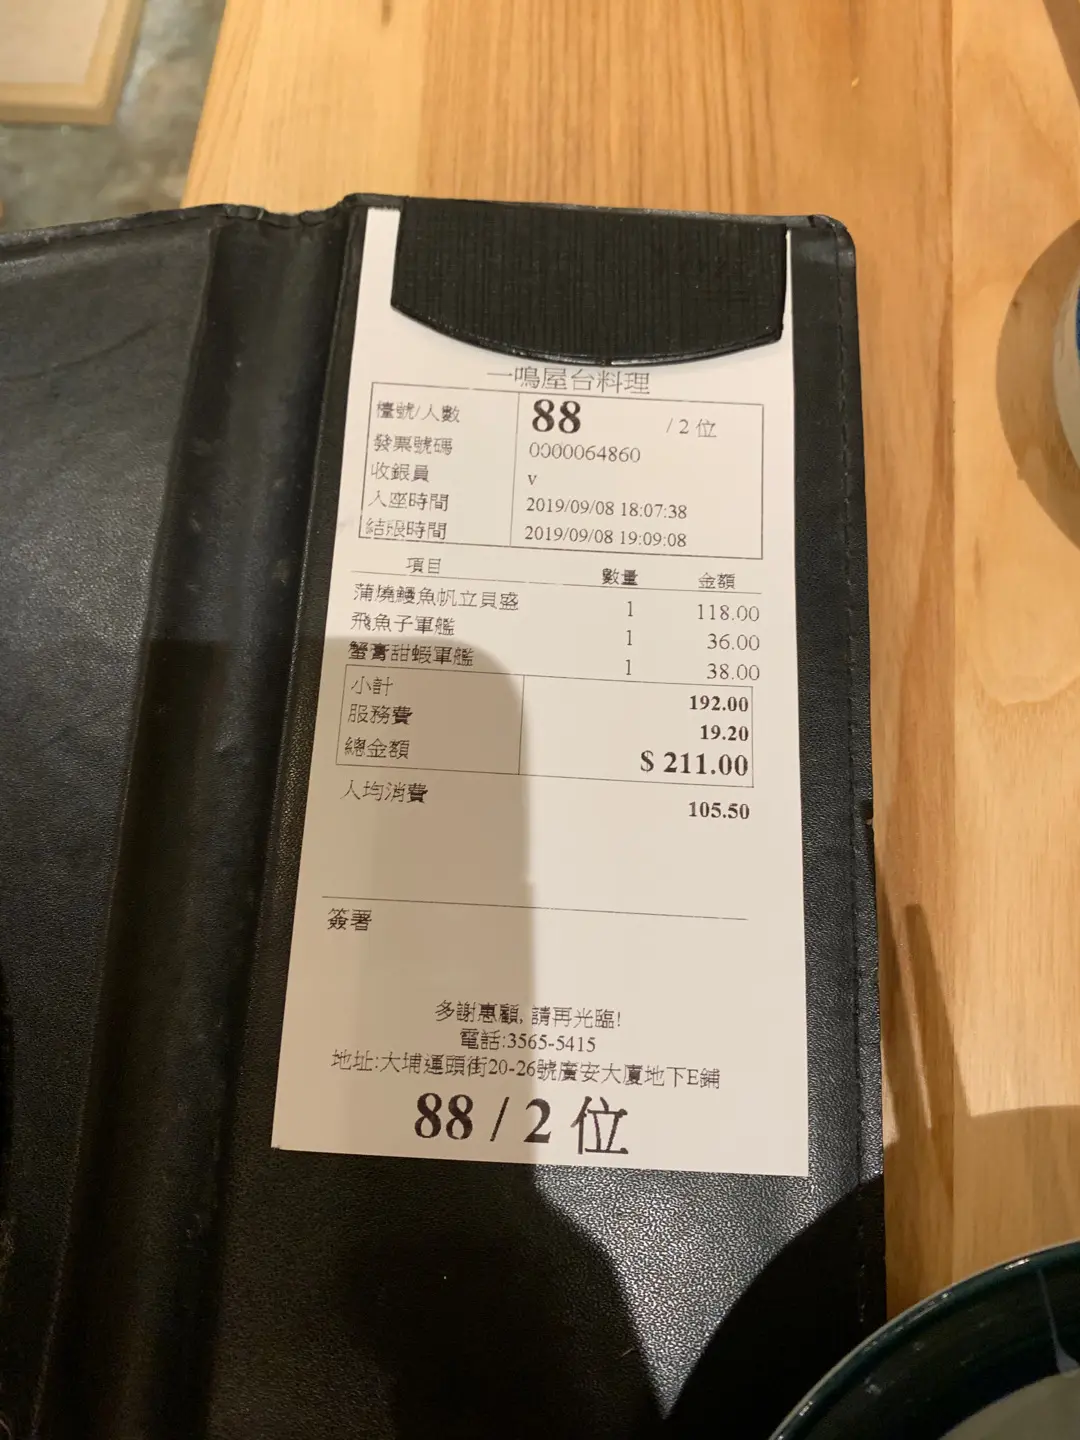 一鳴屋台料理
檯號/人數 88 / 2 位
發票號碼 0000064860
收銀員 v
入座時間 2019/09/08 18:07:38
結賬時間 2019/09/08 19:09:08
項目 數量 金額
蒲燒鰻魚帆立貝盛 1 118.00
飛魚子軍艦 1 36.00
蟹膏甜蝦軍艦 1 38.00
小計 192.00
服務費 19.20
總金額 $ 211.00
人均消費 105.50
簽署
多謝惠顧, 請再光臨!
電話:3565-5415
地址:大埔運頭街20-26號廣安大廈地下E鋪
88 / 2 位